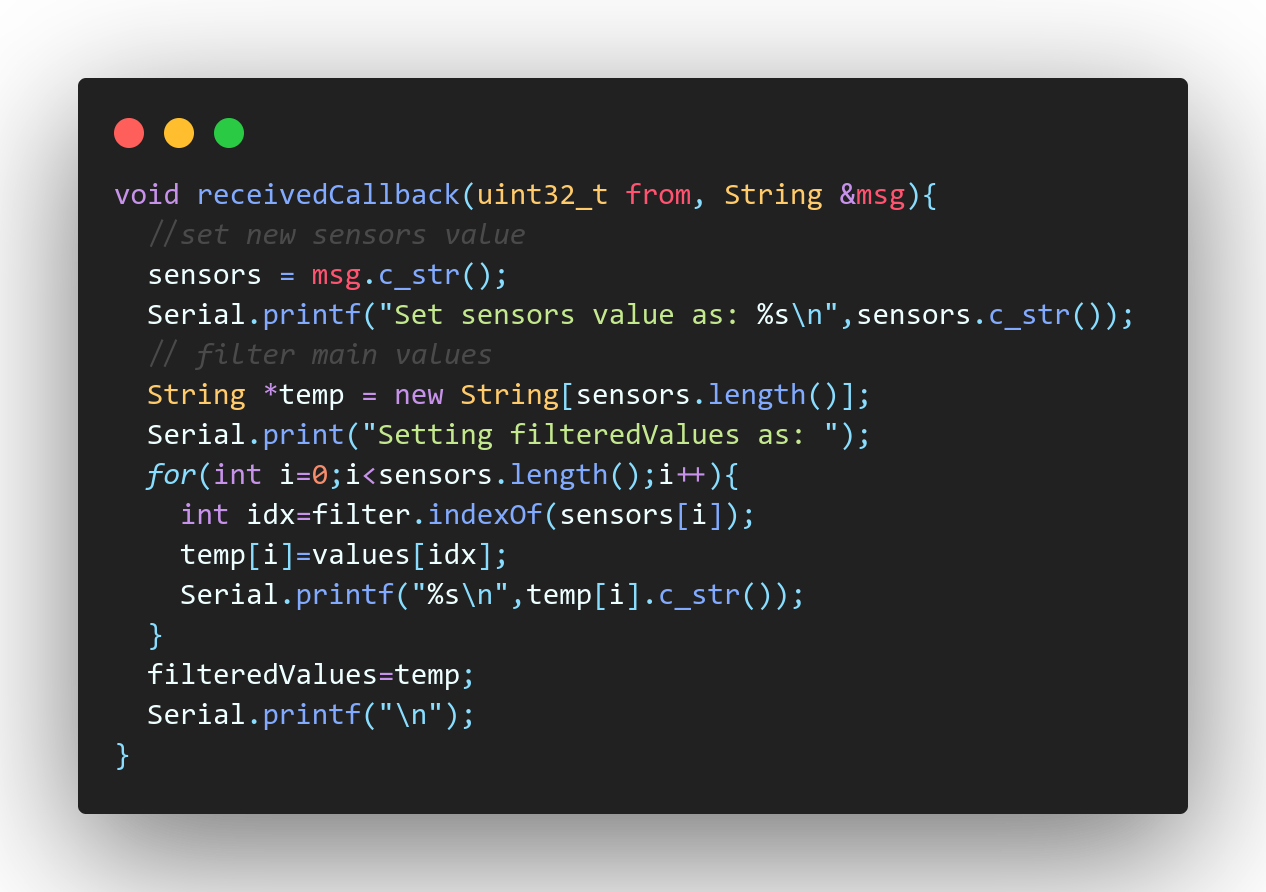 void receivedCallback(uint32_t from, String &msg){
  //set new sensors value
  sensors = msg.c_str();
  Serial.printf("Set sensors value as: %s\n",sensors.c_str());
  // filter main values
  String *temp = new String[sensors.length()];
  Serial.print("Setting filteredValues as: ");
  for(int i=0;i<sensors.length();i++){
    int idx=filter.indexOf(sensors[i]);
    temp[i]=values[idx];
    Serial.printf("%s\n",temp[i].c_str());
  }
  filteredValues=temp;
  Serial.printf("\n");
}